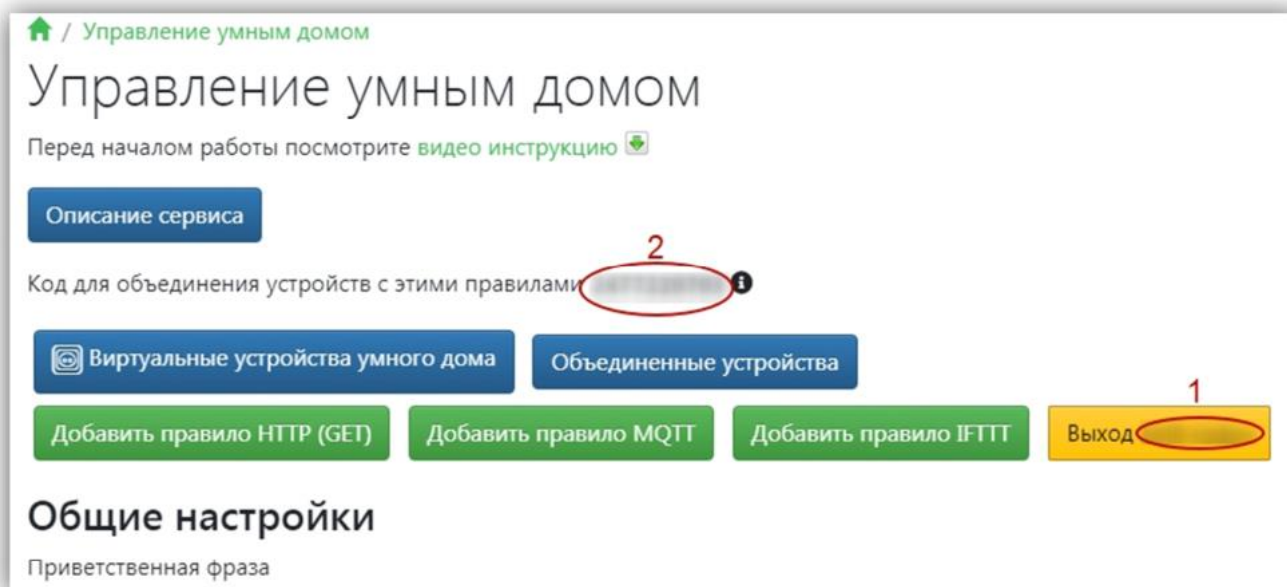 / Управление умным домом
Управление умным домом
Перед началом работы посмотрите видео инструкцию
Описание сервиса
2
Код для объединения устройств с этими правилами
Виртуальные устройства умного дома Объединенные устройства
1
Добавить правило HTTP (GET) Добавить правило MQTT Добавить правило IFTTT Выход
Общие настройки
Приветственная фраза